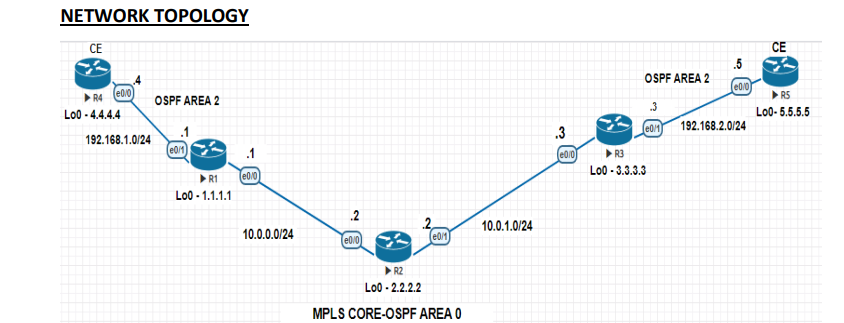 NETWORK TOPOLOGY
CE
.4
e0/0
R4
OSPF AREA 2
Lo0 - 4.4.4.4
192.168.1.0/24
.1
e0/1
R1
Lo0 - 1.1.1.1
.1
e0/0
10.0.0.0/24
.2
e0/0
R2
Lo0 - 2.2.2.2
.2
e0/1
10.0.1.0/24
.3
e0/0
R3
Lo0 - 3.3.3.3
.3
e0/1
OSPF AREA 2
192.168.2.0/24
.5
e0/0
CE
R5
Lo0- 5.5.5.5
MPLS CORE-OSPF AREA 0